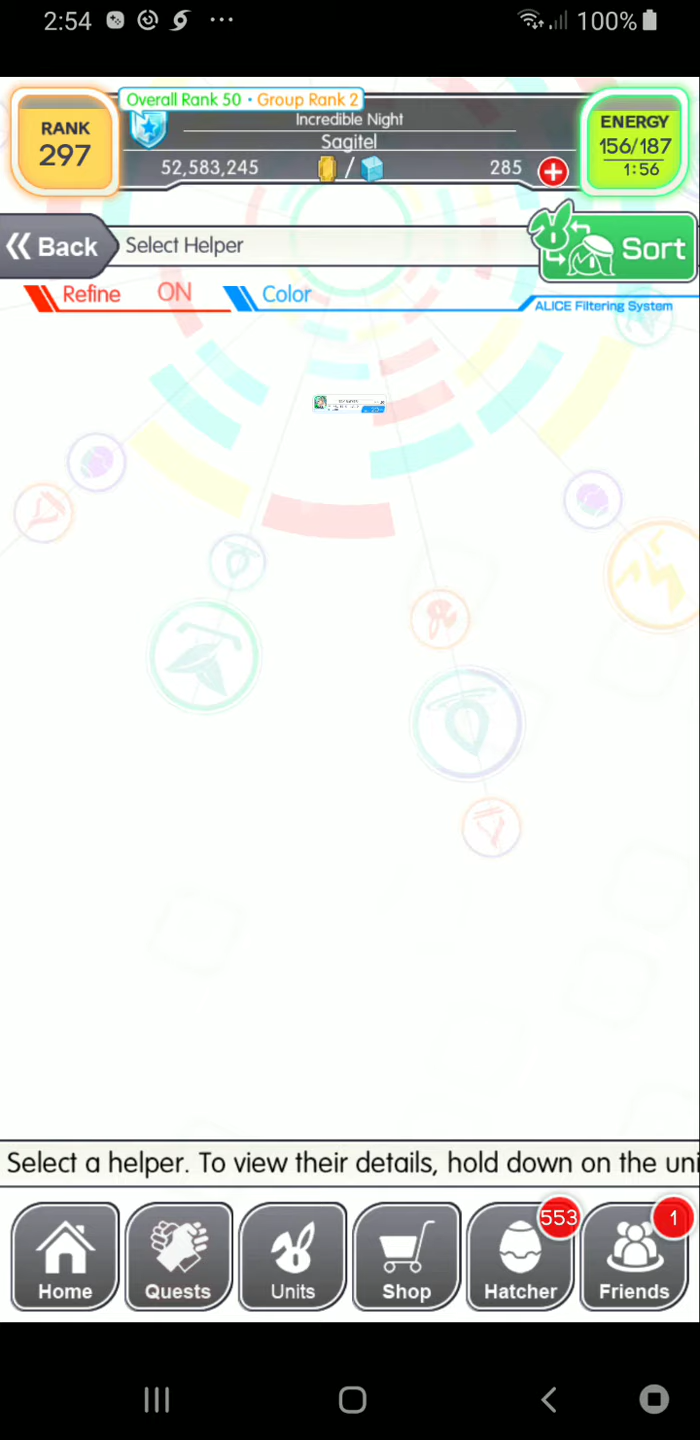 2:54
100%
Overall Rank 50 · Group Rank 2
RANK
297
Incredible Night
Sagitel
52,583,245 / 285
ENERGY
156/187
1:56
Back
Select Helper
Sort
Refine ON Color
ALICE Filtering System
Select a helper. To view their details, hold down on the uni
553
1
Home Quests Units Shop Hatcher Friends